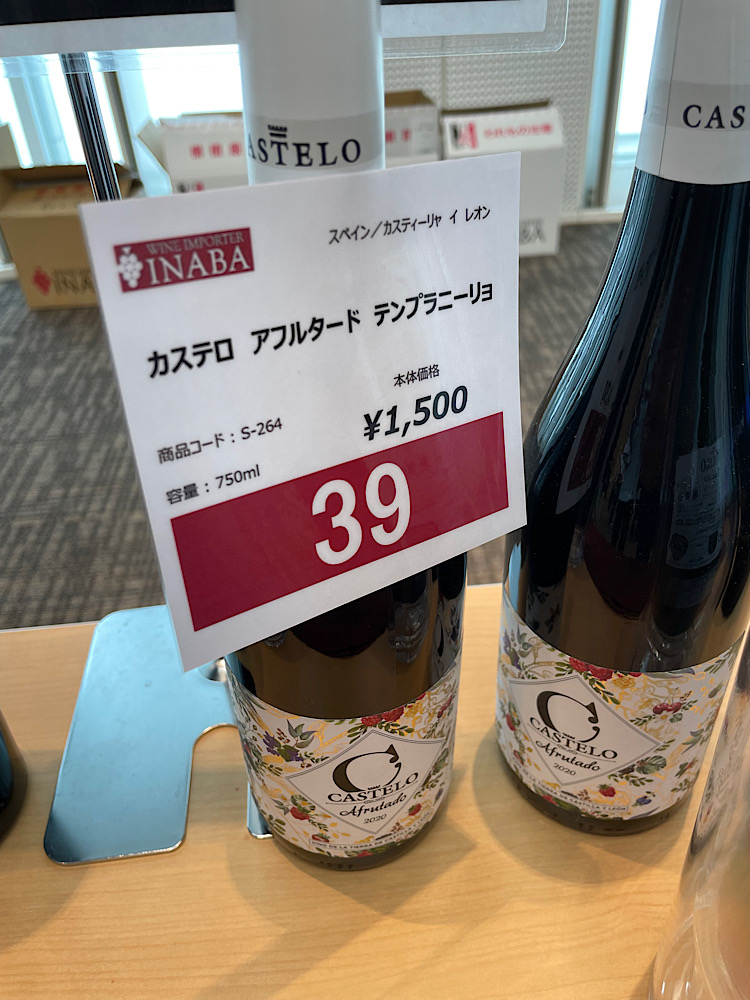 CASTELO
CAS
WINE IMPORTER
INABA
スペイン／カスティーリャ イ レオン
カステロ アフルタード テンプラニーリョ
本体価格
¥1,500
商品コード：S-264
容量：750ml
39
C
CASTELO
Afrutado
2020
C
CASTELO
Afrutado
2020